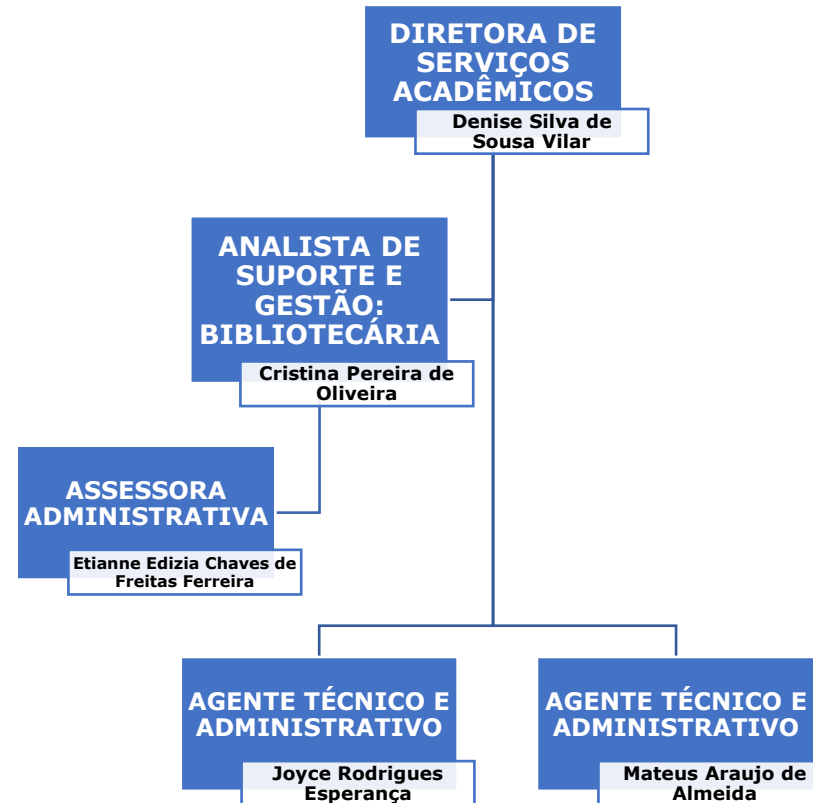 DIRETORA DE
SERVIÇOS
ACADÊMICOS
Denise Silva de
Sousa Vilar
ANALISTA DE
SUPORTE E
GESTÃO:
BIBLIOTECÁRIA
Cristina Pereira de
Oliveira
ASSESSORA
ADMINISTRATIVA
Etianne Edizia Chaves de
Freitas Ferreira
AGENTE TÉCNICO E
ADMINISTRATIVO
Joyce Rodrigues
Esperança
AGENTE TÉCNICO E
ADMINISTRATIVO
Mateus Araujo de
Almeida